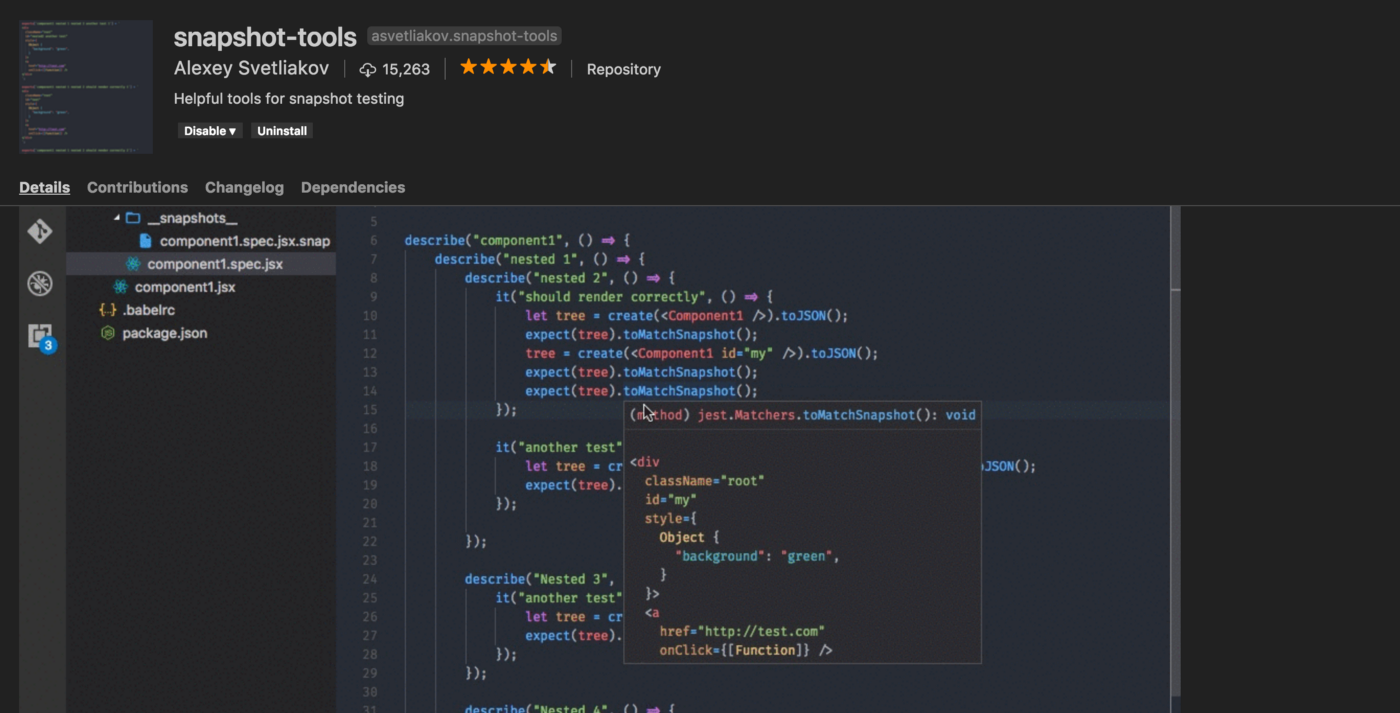 snapshot-tools asvetliakov.snapshot-tools
Alexey Svetliakov 15,263 Repository
Helpful tools for snapshot testing
Disable ▾ Uninstall
Details Contributions Changelog Dependencies
__snapshots__
component1.spec.jsx.snap
component1.spec.jsx
component1.jsx
{..} .babelrc
package.json
3
5
6 describe("component1", () => {
7 describe("nested 1", () => {
8 describe("nested 2", () => {
9 it("should render correctly", () => {
10 let tree = create(<Component1 />).toJSON();
11 expect(tree).toMatchSnapshot();
12 tree = create(<Component1 id="my" />).toJSON();
13 expect(tree).toMatchSnapshot();
14 expect(tree).toMatchSnapshot();
15 });
16
17 it("another test"
18 let tree = cr JSON();
19 expect(tree).
20 });
21
22 });
23
24 describe("Nested 3",
25 it("another test"
26 let tree = cr
27 expect(tree).
28 });
29 });
30
31 describe("Nested 4", () => {
(method) jest.Matchers.toMatchSnapshot(): void
<div
className="root"
id="my"
style={
Object {
"background": "green",
}
}>
<a
href="http://test.com"
onClick={[Function]} />